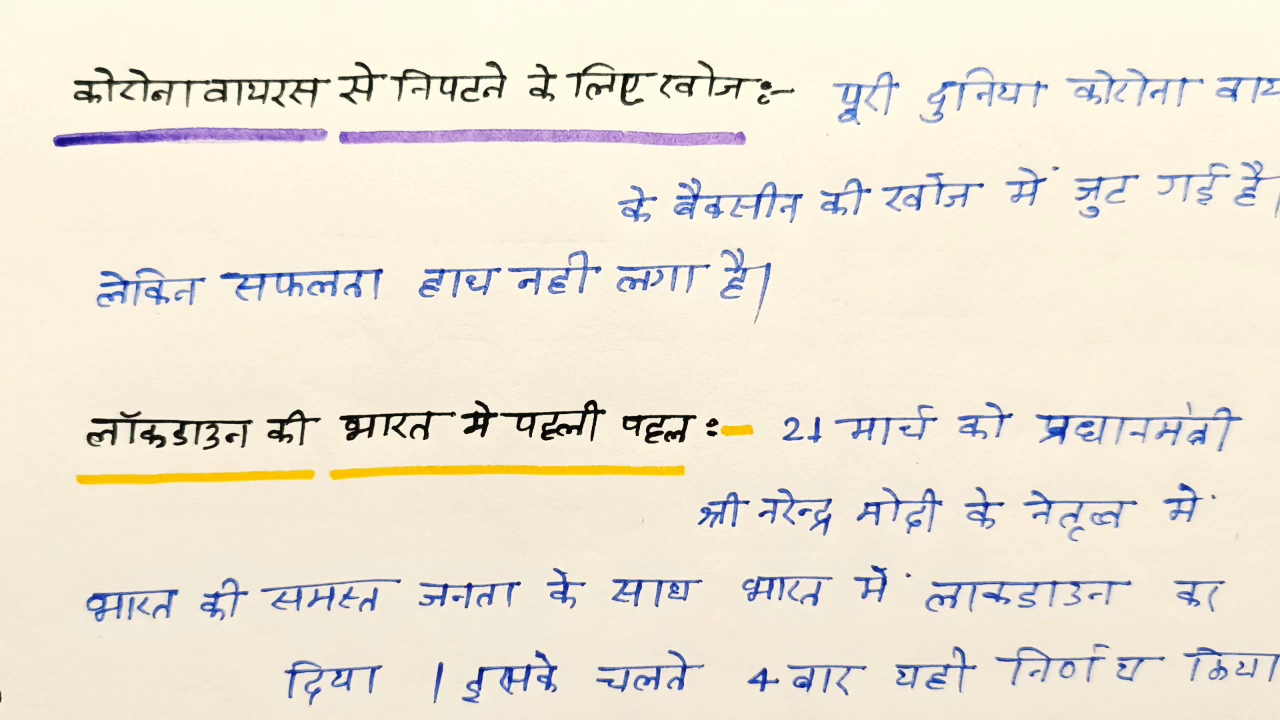 कोरोना वायरस से निपटने के लिए खोज :- पूरी दुनिया कोरोना वाय
के वैक्सीन की खोज में जुट गई है।
लेकिन सफलता हाथ नही लगा है।
लॉकडाउन की भारत मे पहली पहल :- 21 मार्च को प्रधानमंत्री
श्री नरेन्द्र मोदी के नेतृत्व में
भारत की समस्त जनता के साथ भारत में लाकडाउन कर
दिया । इसके चलते 4 बार यही निर्णय किया